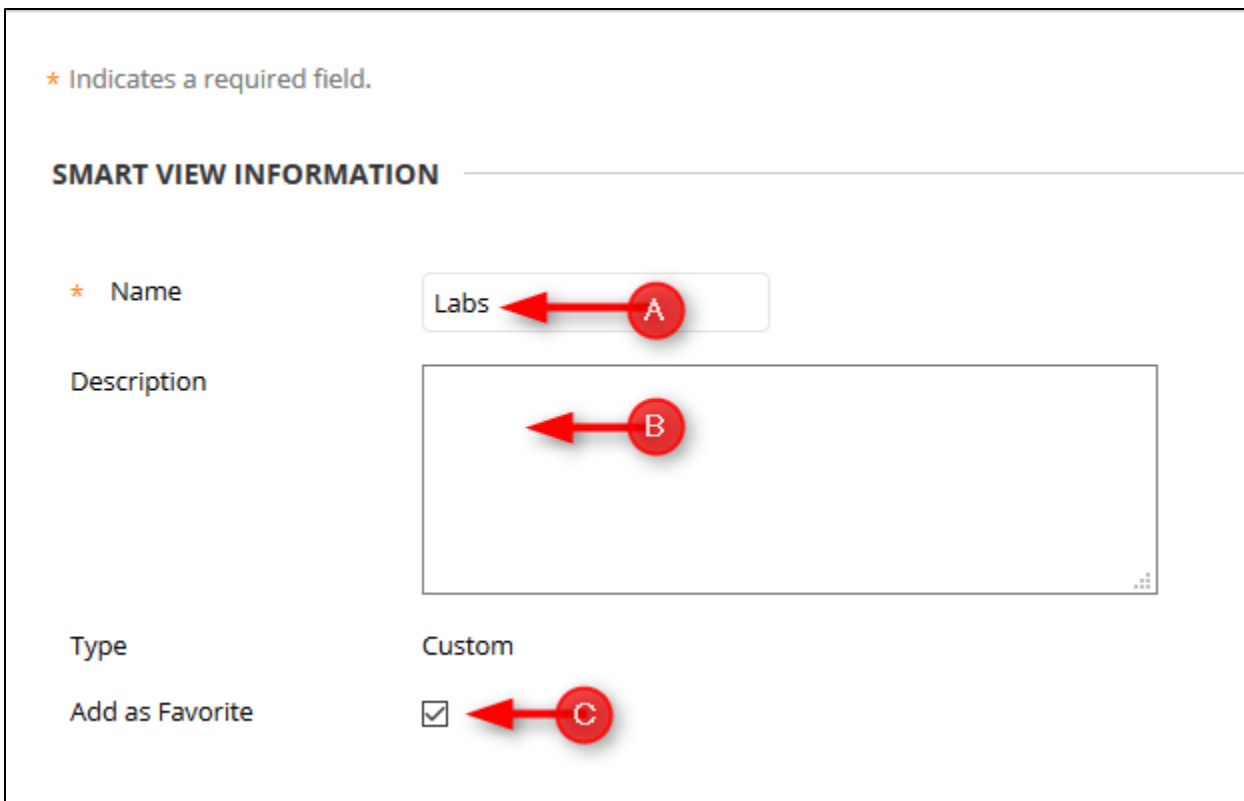 * Indicates a required field.
SMART VIEW INFORMATION
* Name
Labs
A
Description
B
Type
Custom
Add as Favorite
C